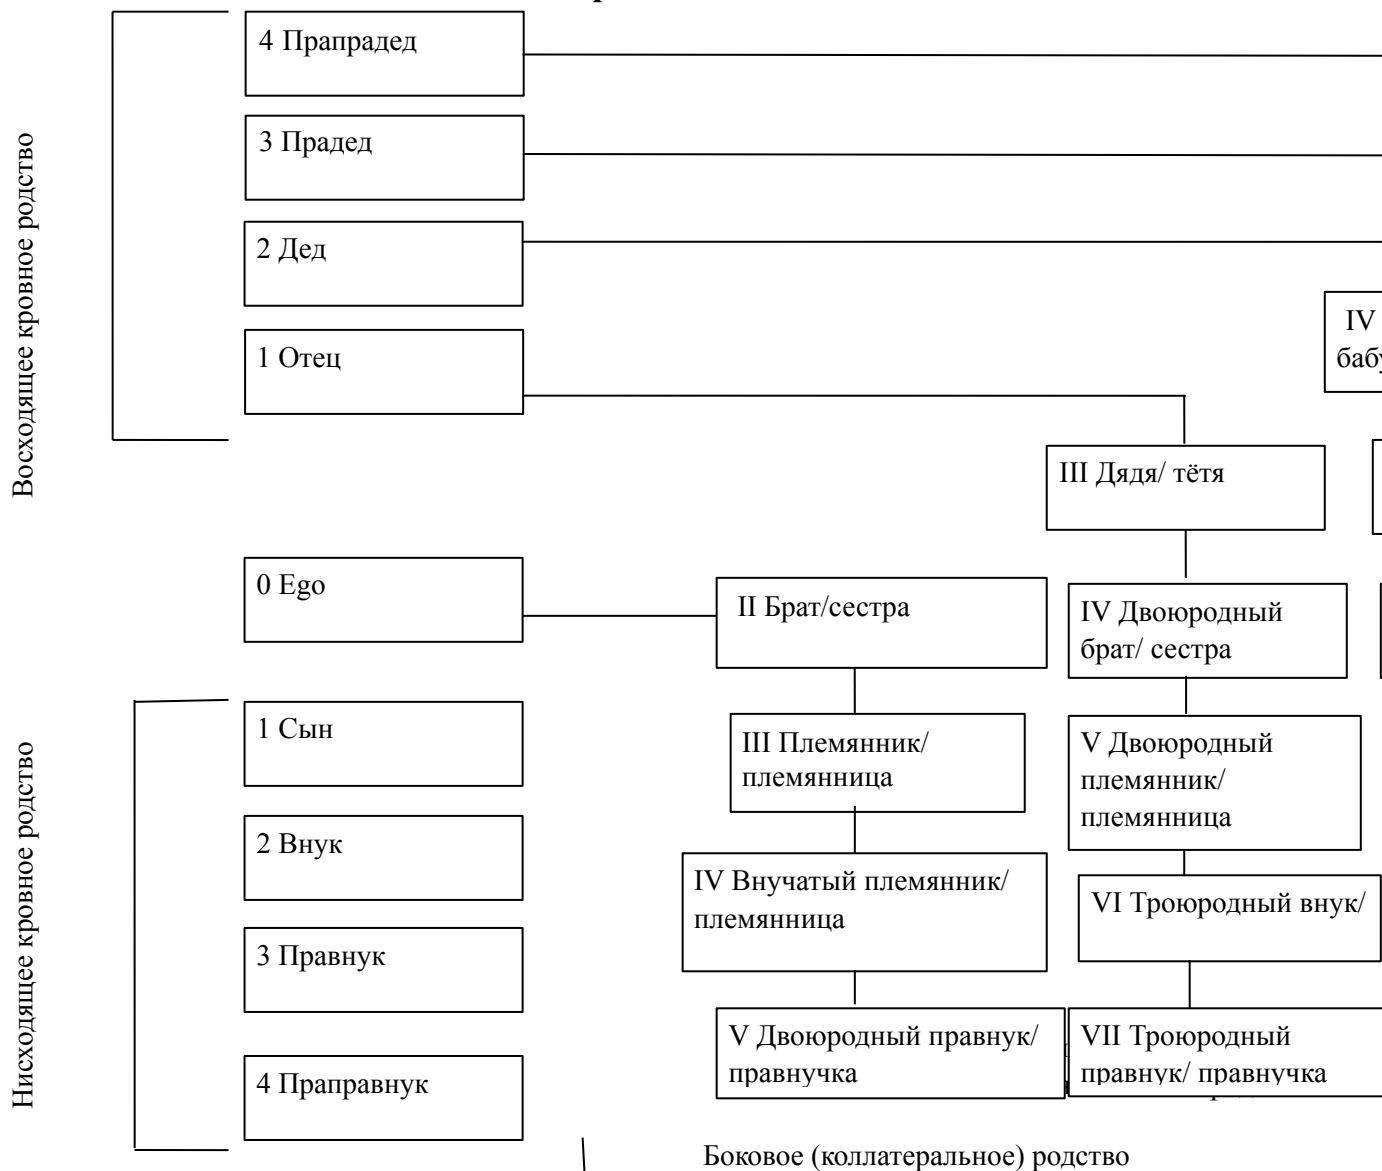 4 Прапрадед
3 Прадед
2 Дед
1 Отец
Восходящее кровное родство
IV
III Дядя/ тётя
0 Ego
II Брат/сестра
IV Двоюродный
брат/ сестра
1 Сын
2 Внук
3 Правнук
4 Праправнук
Нисходящее кровное родство
III Племянник/
племянница
V Двоюродный
племянник/
племянница
IV Внучатый племянник/
племянница
VI Троюродный внук/
V Двоюродный правнук/
правнучка
VII Троюродный
правнук/ правнучка
Боковое (коллатеральное) родство